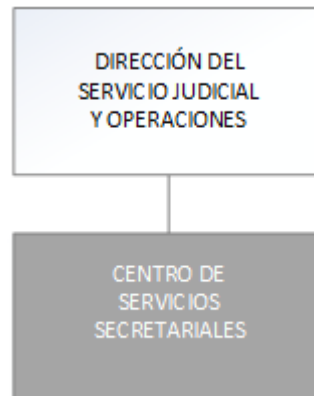 DIRECCIÓN DEL
SERVICIO JUDICIAL
Y OPERACIONES
CENTRO DE
SERVICIOS
SECRETARIALES